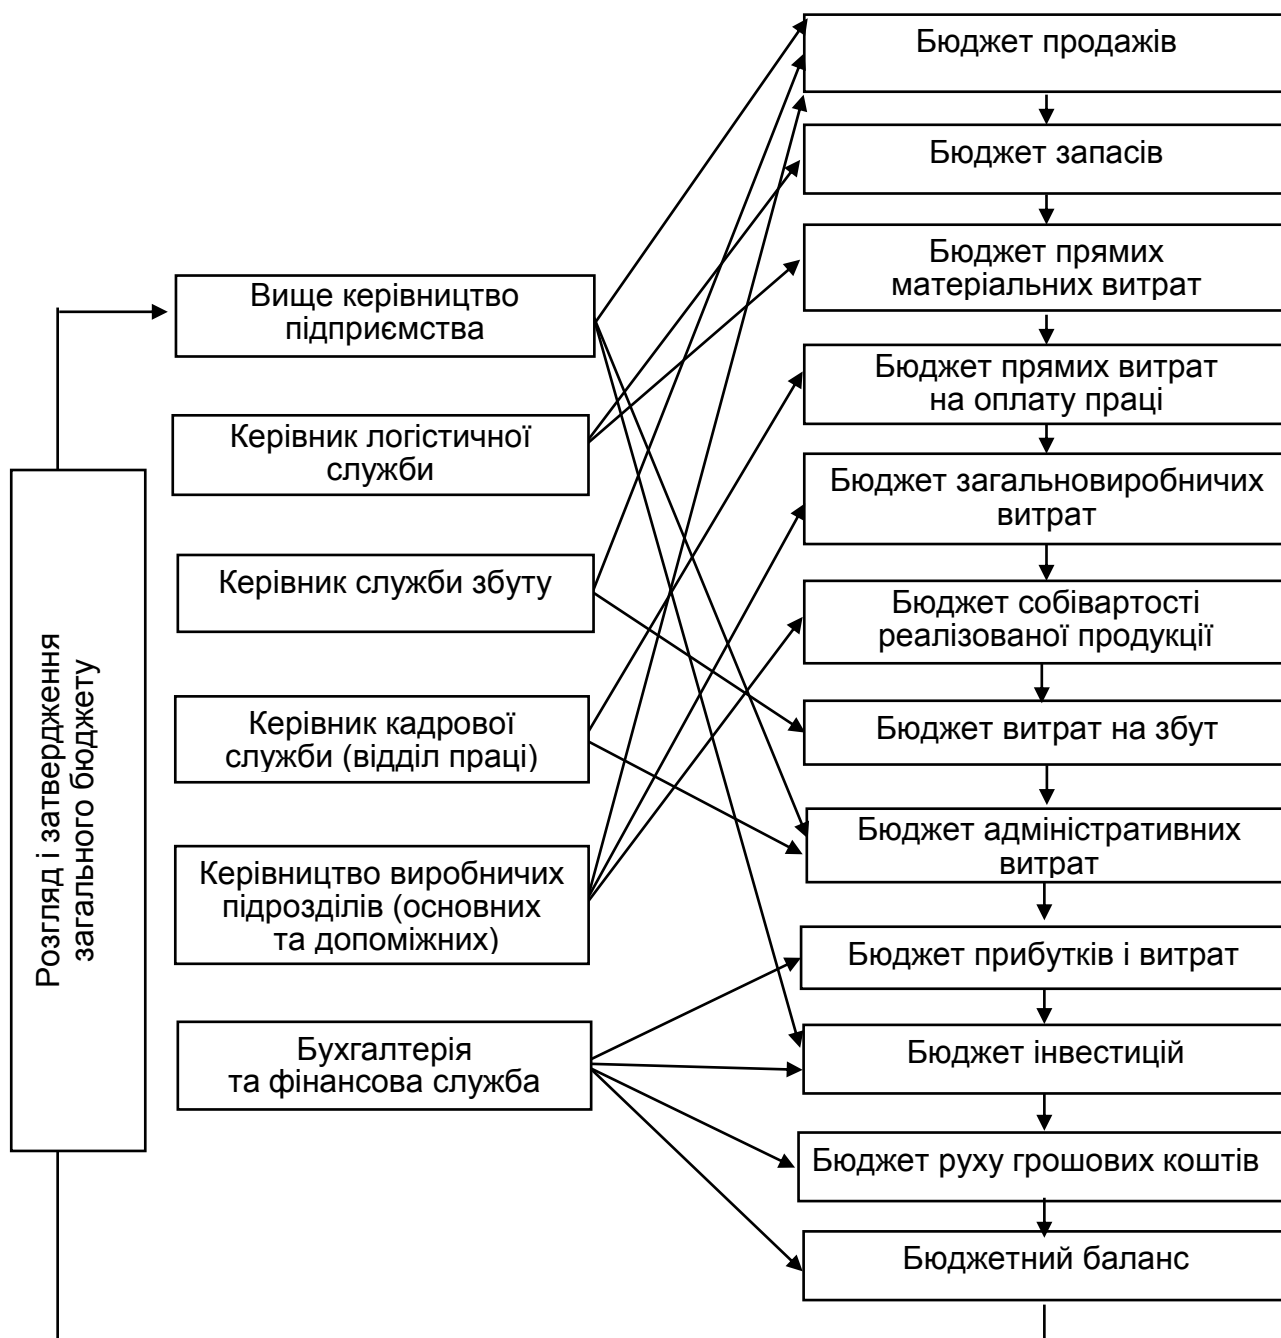 Розгляд і затвердження
загального бюджету
Вище керівництво
підприємства
Керівник логістичної
служби
Керівник служби збуту
Керівник кадрової
служби (відділ праці)
Керівництво виробничих
підрозділів (основних
та допоміжних)
Бухгалтерія
та фінансова служба
Бюджет продажів
Бюджет запасів
Бюджет прямих
матеріальних витрат
Бюджет прямих витрат
на оплату праці
Бюджет загальновиробничих
витрат
Бюджет собівартості
реалізованої продукції
Бюджет витрат на збут
Бюджет адміністративних
витрат
Бюджет прибутків і витрат
Бюджет інвестицій
Бюджет руху грошових коштів
Бюджетний баланс